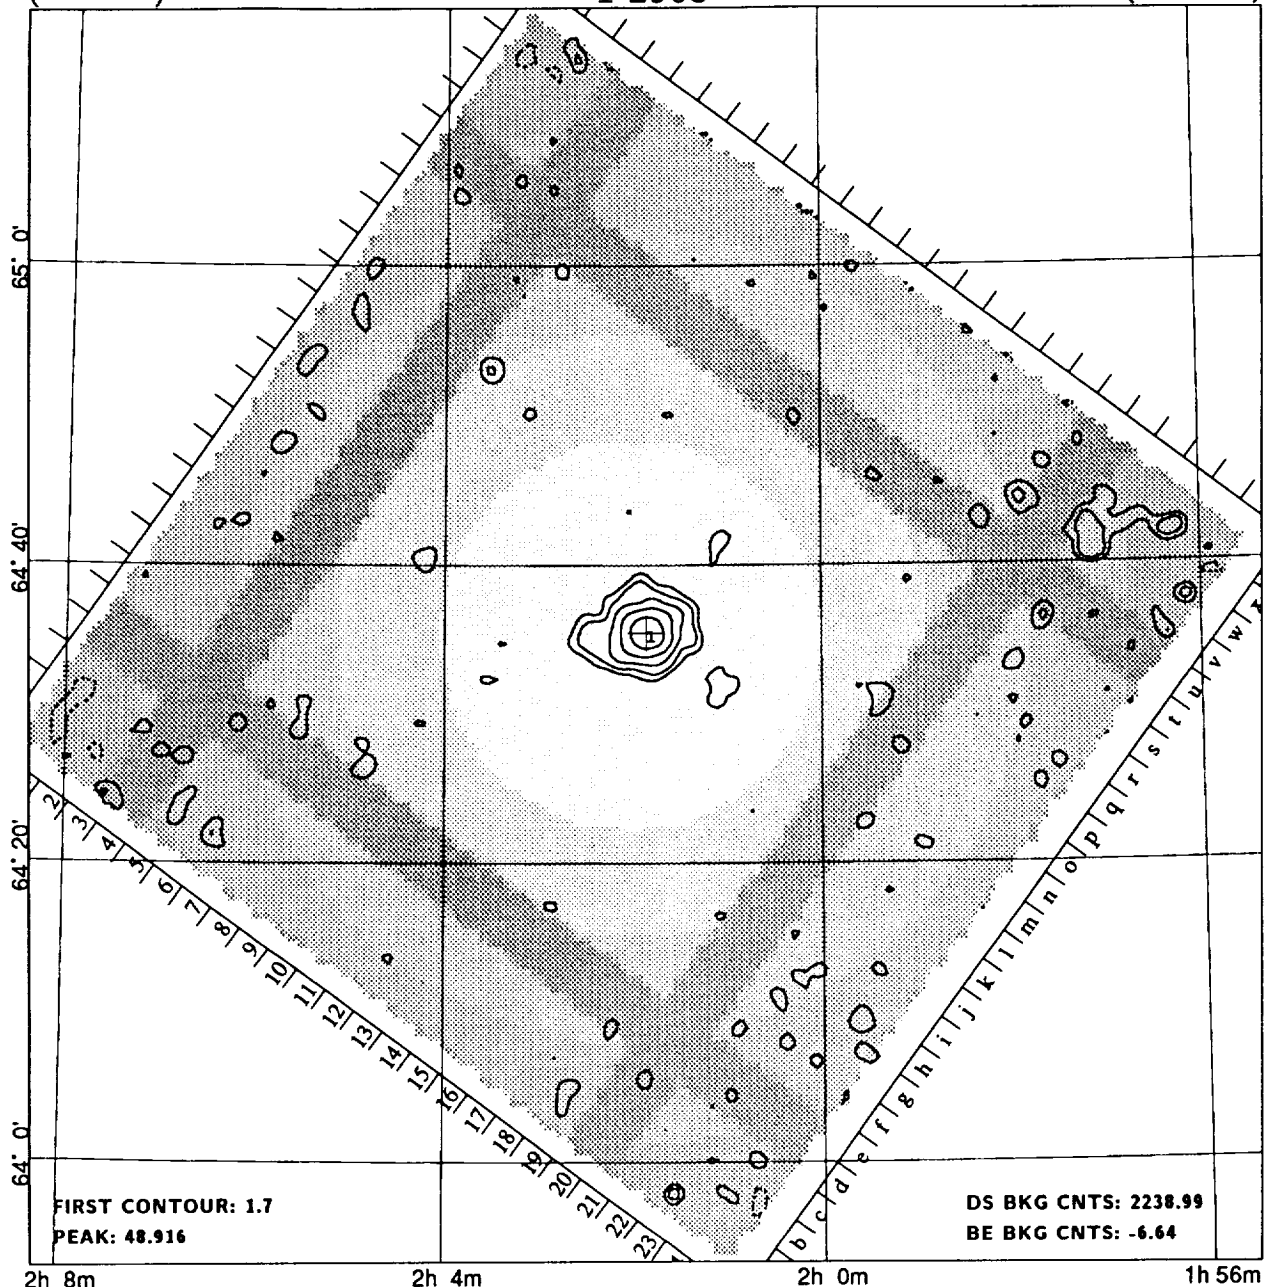 65° 0'
64° 40'
64° 20'
64° 0'
1
2 3 4 5 6 7 8 9 10 11 12 13 14 15 16 17 18 19 20 21 22 23
b c d e f g h i j k l m n o p q r s t u v w x
FIRST CONTOUR: 1.7
PEAK: 48.916
DS BKG CNTS: 2238.99
BE BKG CNTS: -6.64
2h 8m
2h 4m
2h 0m
1h 56m